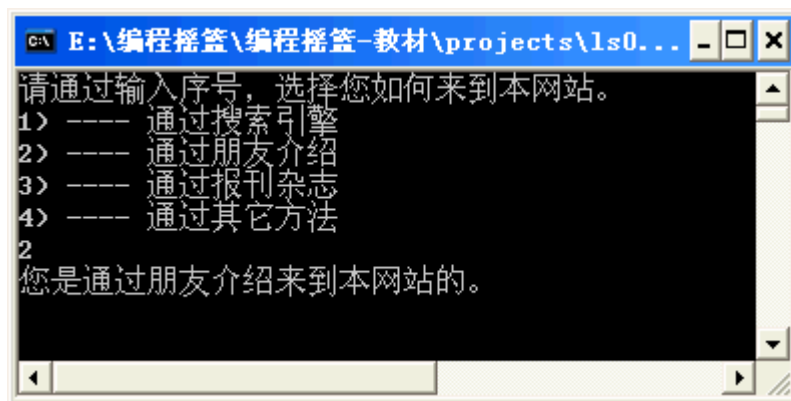 E:\编程摇篮\编程摇篮-教材\projects\ls0...
请通过输入序号，选择您如何来到本网站。
1) ---- 通过搜索引擎
2) ---- 通过朋友介绍
3) ---- 通过报刊杂志
4) ---- 通过其它方法
2
您是通过朋友介绍来到本网站的。